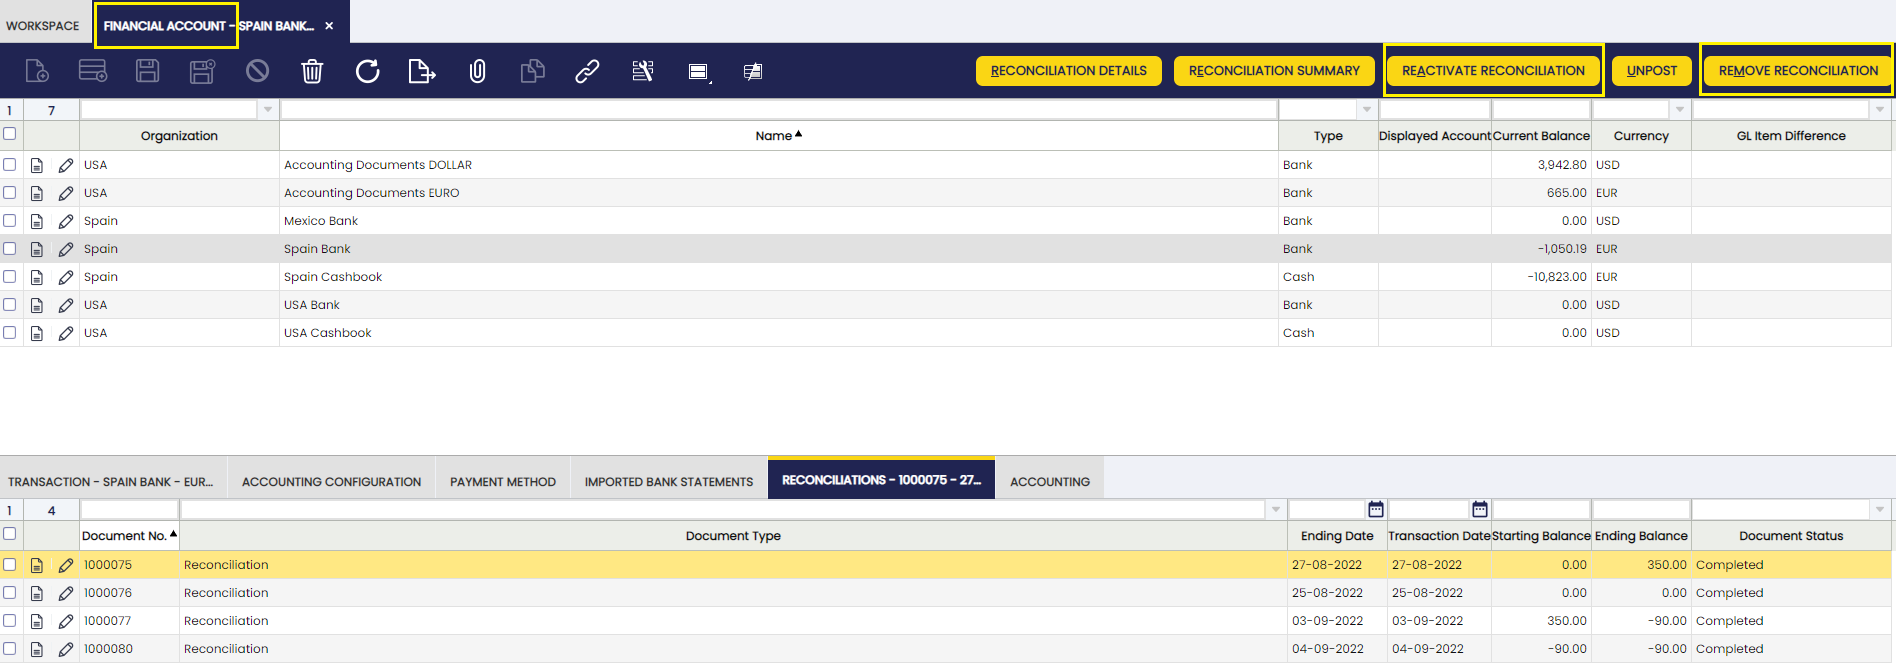 WORKSPACE FINANCIAL ACCOUNT - SPAIN BANK... ×
RECONCILIATION DETAILS RECONCILIATION SUMMARY REACTIVATE RECONCILIATION UNPOST REMOVE RECONCILIATION
1 7
Organization Name Type Displayed Account Current Balance Currency GL Item Difference
USA Accounting Documents DOLLAR Bank 3,942.80 USD
USA Accounting Documents EURO Bank 665.00 EUR
Spain Mexico Bank Bank 0.00 USD
Spain Spain Bank Bank -1,050.19 EUR
Spain Spain Cashbook Cash -10,823.00 EUR
USA USA Bank Bank 0.00 USD
USA USA Cashbook Cash 0.00 USD
TRANSACTION - SPAIN BANK - EUR... ACCOUNTING CONFIGURATION PAYMENT METHOD IMPORTED BANK STATEMENTS RECONCILIATIONS - 1000075 - 27... ACCOUNTING
1 4
Document No. Document Type Ending Date Transaction Date Starting Balance Ending Balance Document Status
1000075 Reconciliation 27-08-2022 27-08-2022 0.00 350.00 Completed
1000076 Reconciliation 25-08-2022 25-08-2022 0.00 0.00 Completed
1000077 Reconciliation 03-09-2022 03-09-2022 350.00 -90.00 Completed
1000080 Reconciliation 04-09-2022 04-09-2022 -90.00 -90.00 Completed